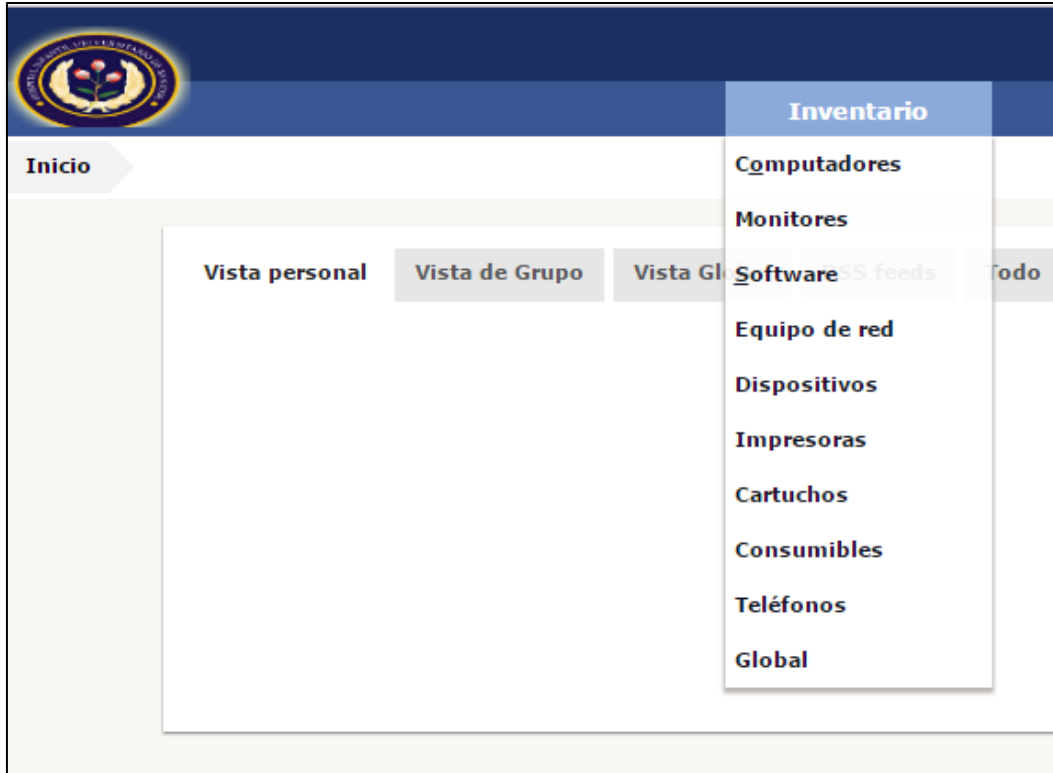 Inventario
Inicio
Computadores
Monitores
Vista personal
Vista de Grupo
Vista Gl
Software
SS feeds
Todo
Equipo de red
Dispositivos
Impresoras
Cartuchos
Consumibles
Teléfonos
Global